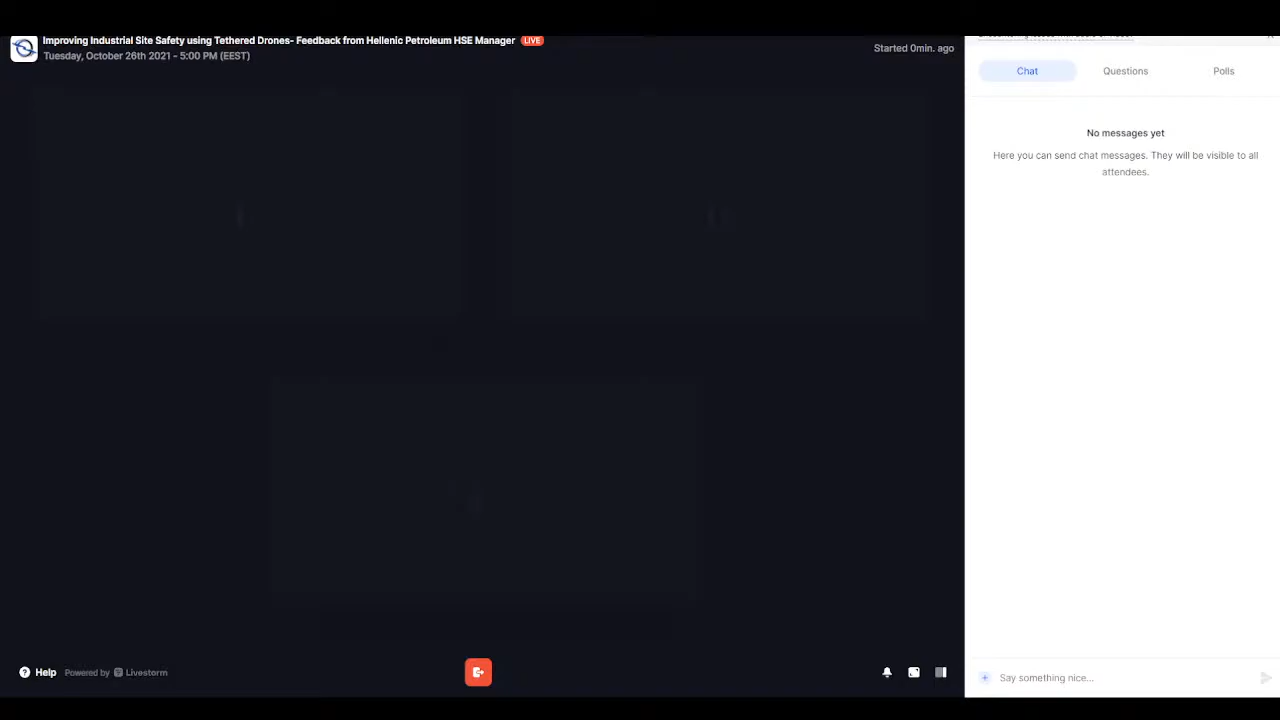 Improving Industrial Site Safety using Tethered Drones- Feedback from Hellenic Petroleum HSE Manager LIVE
Tuesday, October 26th 2021 - 5:00 PM (EEST)
Started 0min. ago
Chat Questions Polls
No messages yet
Here you can send chat messages. They will be visible to all
attendees.
Help Powered by Livestorm
Say something nice...